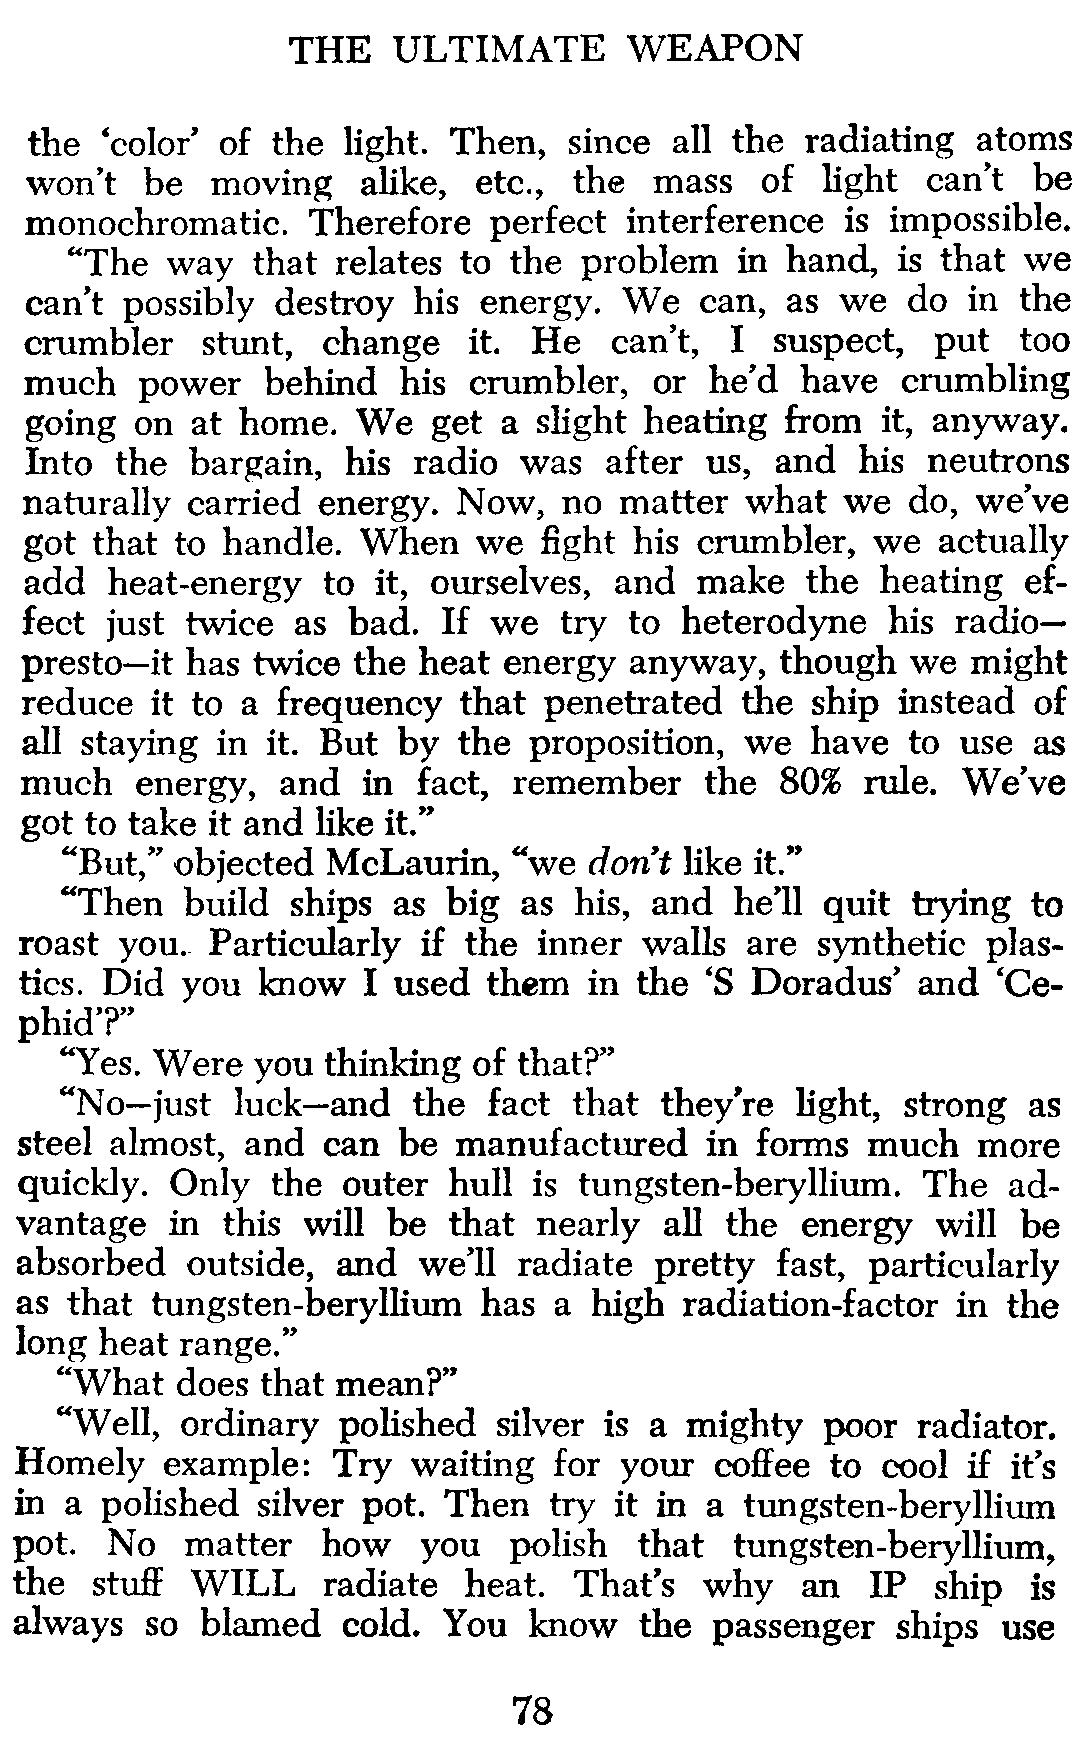 THE ULTIMATE WEAPON
the ‘color’ of the light. Then, since all the radiating atoms
won’t be moving alike, etc., the mass of light can’t be
monochromatic. Therefore perfect interference is impossible.
“The way that relates to the problem in hand, is that we
can’t possibly destroy his energy. We can, as we do in the
crumbler stunt, change it. He can’t, I suspect, put too
much power behind his crumbler, or he’d have crumbling
going on at home. We get a slight heating from it, anyway.
Into the bargain, his radio was after us, and his neutrons
naturally carried energy. Now, no matter what we do, we’ve
got that to handle. When we fight his crumbler, we actually
add heat-energy to it, ourselves, and make the heating ef-
fect just twice as bad. If we try to heterodyne his radio—
presto—it has twice the heat energy anyway, though we might
reduce it to a frequency that penetrated the ship instead of
all staying in it. But by the proposition, we have to use as
much energy, and in fact, remember the 80% rule. We’ve
got to take it and like it.”
“But,” objected McLaurin, “we don’t like it.”
“Then build ships as big as his, and he’ll quit trying to
roast you. Particularly if the inner walls are synthetic plas-
tics. Did you know I used them in the ‘S Doradus’ and ‘Ce-
phid’?”
“Yes. Were you thinking of that?”
“No—just luck—and the fact that they’re light, strong as
steel almost, and can be manufactured in forms much more
quickly. Only the outer hull is tungsten-beryllium. The ad-
vantage in this will be that nearly all the energy will be
absorbed outside, and we’ll radiate pretty fast, particularly
as that tungsten-beryllium has a high radiation-factor in the
long heat range.”
“What does that mean?”
“Well, ordinary polished silver is a mighty poor radiator.
Homely example: Try waiting for your coffee to cool if it’s
in a polished silver pot. Then try it in a tungsten-beryllium
pot. No matter how you polish that tungsten-beryllium,
the stuff WILL radiate heat. That’s why an IP ship is
always so blamed cold. You know the passenger ships use
78